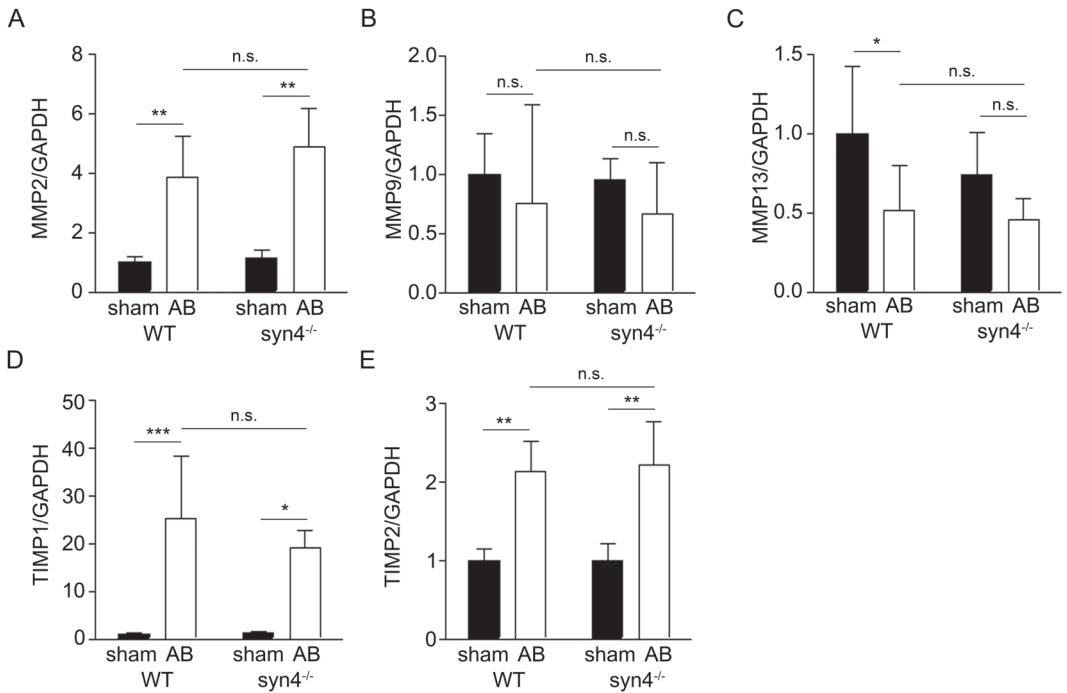 A
MMP2/GAPDH
8
6
4
2
0
n.s.
**
**
sham AB sham AB
WT syn4-/-
B
MMP9/GAPDH
2.0
1.5
1.0
0.5
0.0
n.s.
n.s.
n.s.
sham AB sham AB
WT syn4-/-
C
MMP13/GAPDH
1.5
1.0
0.5
0.0
*
n.s.
n.s.
sham AB sham AB
WT syn4-/-
D
TIMP1/GAPDH
50
40
30
20
10
0
n.s.
***
*
sham AB sham AB
WT syn4-/-
E
TIMP2/GAPDH
3
2
1
0
n.s.
**
**
sham AB sham AB
WT syn4-/-